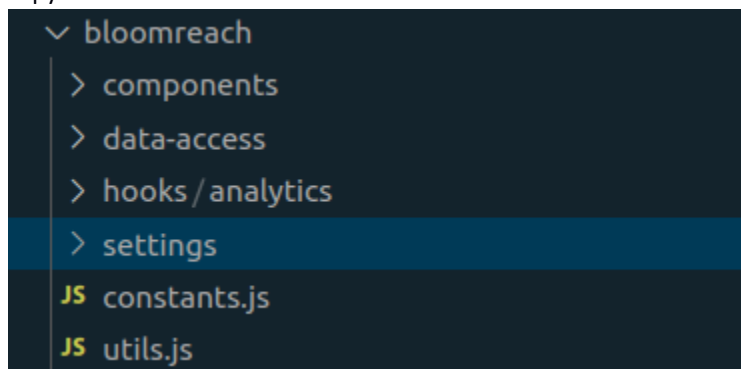 bloomreach
components
data-access
hooks / analytics
settings
JS constants.js
JS utils.js